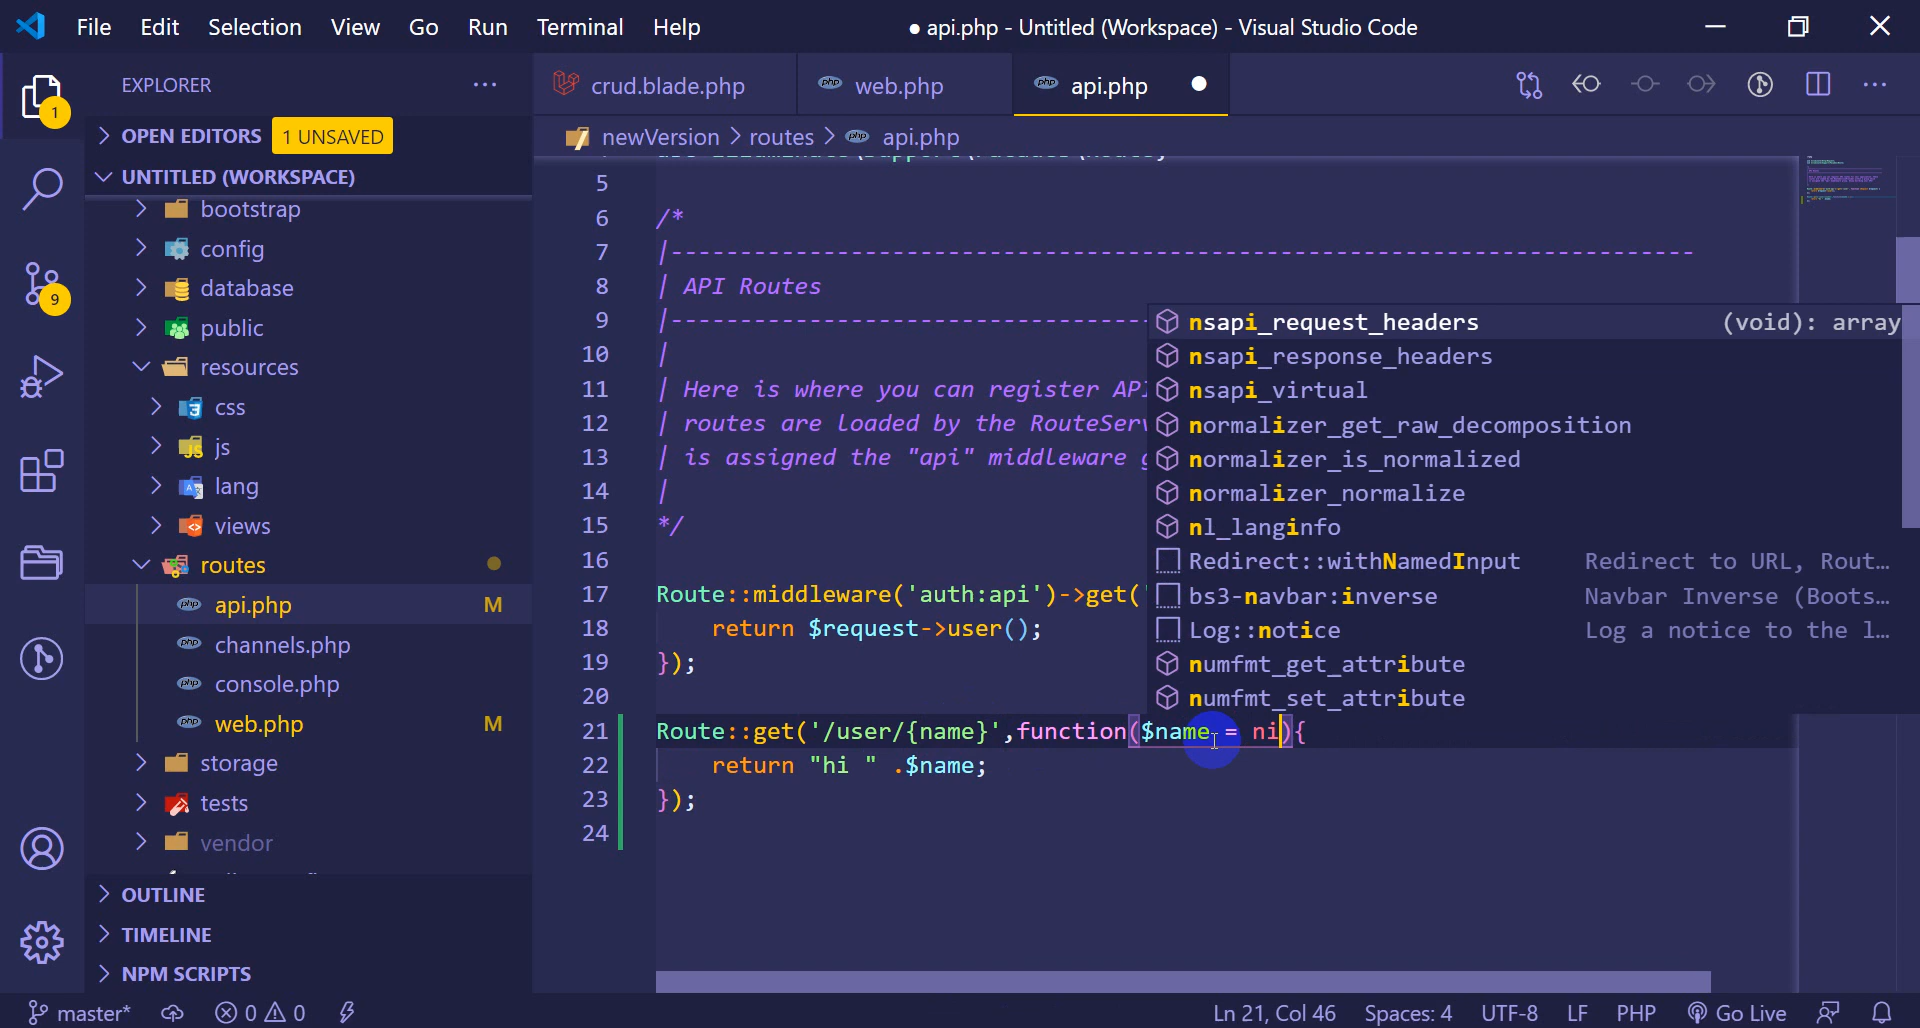 File Edit Selection View Go Run Terminal Help
● api.php - Untitled (Workspace) - Visual Studio Code
EXPLORER
crud.blade.php
web.php
api.php
1
OPEN EDITORS 1 UNSAVED
newVersion > routes > api.php
UNTITLED (WORKSPACE)
bootstrap
config
database
public
resources
css
js
lang
views
routes
api.php M
channels.php
console.php
web.php M
storage
tests
vendor
OUTLINE
TIMELINE
NPM SCRIPTS
9
5
6 /*
7 |--------------------------------------------------------------------------
8 | API Routes
9 |-----------------------------------
10 |
11 | Here is where you can register AP
12 | routes are loaded by the RouteSer
13 | is assigned the "api" middleware
14 |
15 */
16
17 Route::middleware('auth:api')->get(
18 return $request->user();
19 });
20
21 Route::get('/user/{name}',function($name = ni){
22 return "hi " .$name;
23 });
24
nsapi_request_headers (void): array
nsapi_response_headers
nsapi_virtual
normalizer_get_raw_decomposition
normalizer_is_normalized
normalizer_normalize
nl_langinfo
Redirect::withNamedInput Redirect to URL, Rout…
bs3-navbar:inverse Navbar Inverse (Boots…
Log::notice Log a notice to the l…
numfmt_get_attribute
numfmt_set_attribute
master* 0 0 Ln 21, Col 46 Spaces: 4 UTF-8 LF PHP Go Live